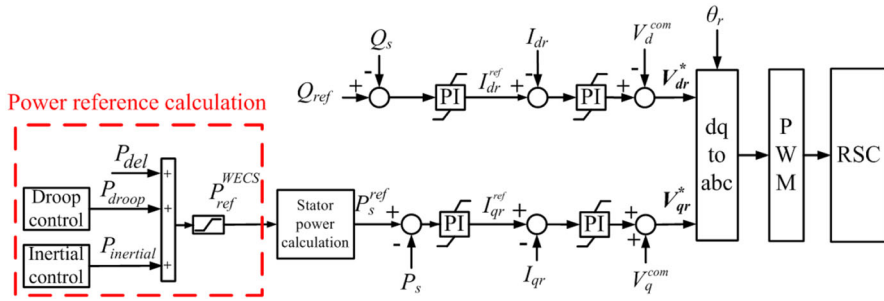 Q_s
I_dr
V_d^com
θ_r
Q_ref
+
-
PI
I_dr^ref
+
-
PI
+
-
V_dr^*
dq
to
abc
P
W
M
RSC
Power reference calculation
P_del
+
Droop
control
P_droop
+
Inertial
control
P_inertial
+
P_ref^WECS
Stator
power
calculation
P_s^ref
+
-
PI
I_qr^ref
+
-
PI
+
+
V_qr^*
P_s
I_qr
V_q^com